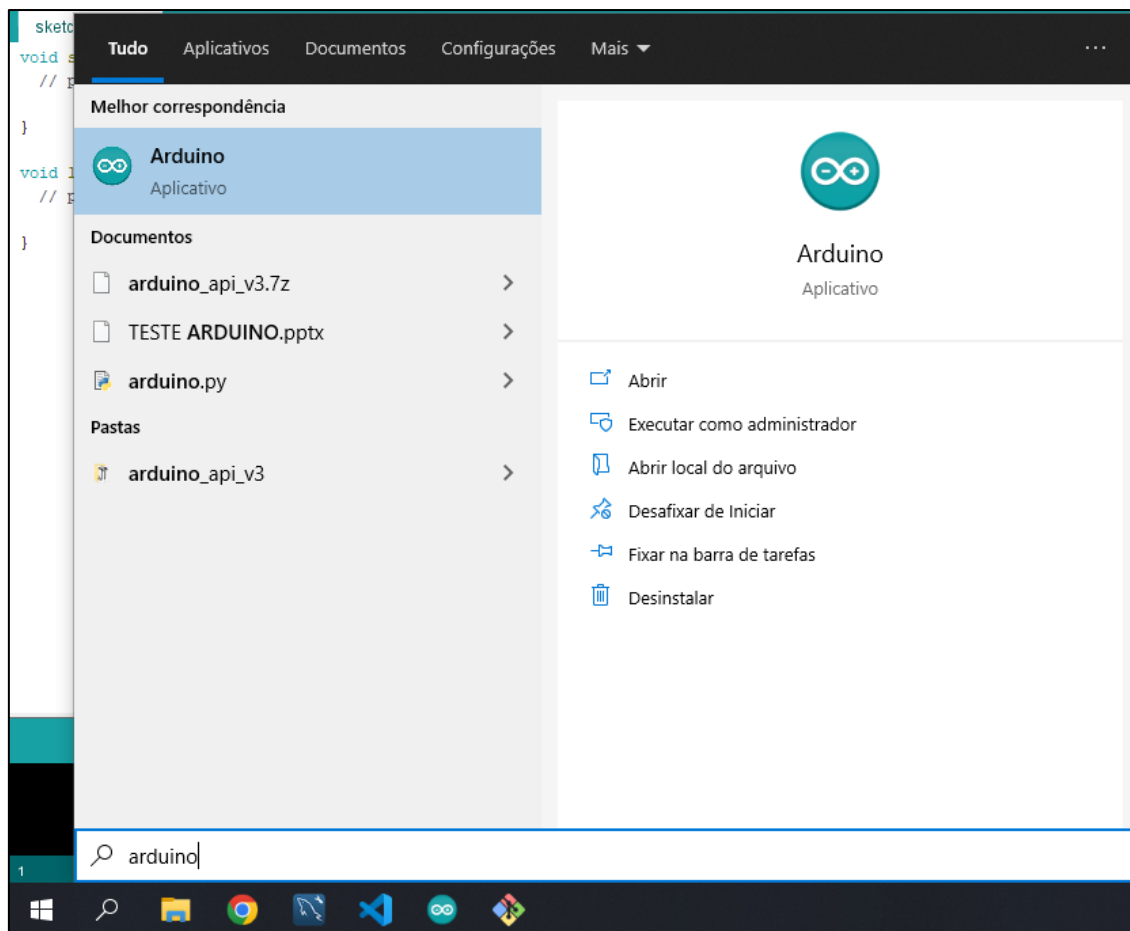 sketc
Tudo Aplicativos Documentos Configurações Mais
void s
// p
}
void l
// p
}
Melhor correspondência
Arduino
Aplicativo
Documentos
arduino_api_v3.7z
TESTE ARDUINO.pptx
arduino.py
Pastas
arduino_api_v3
Arduino
Aplicativo
Abrir
Executar como administrador
Abrir local do arquivo
Desafixar de Iniciar
Fixar na barra de tarefas
Desinstalar
arduino
1